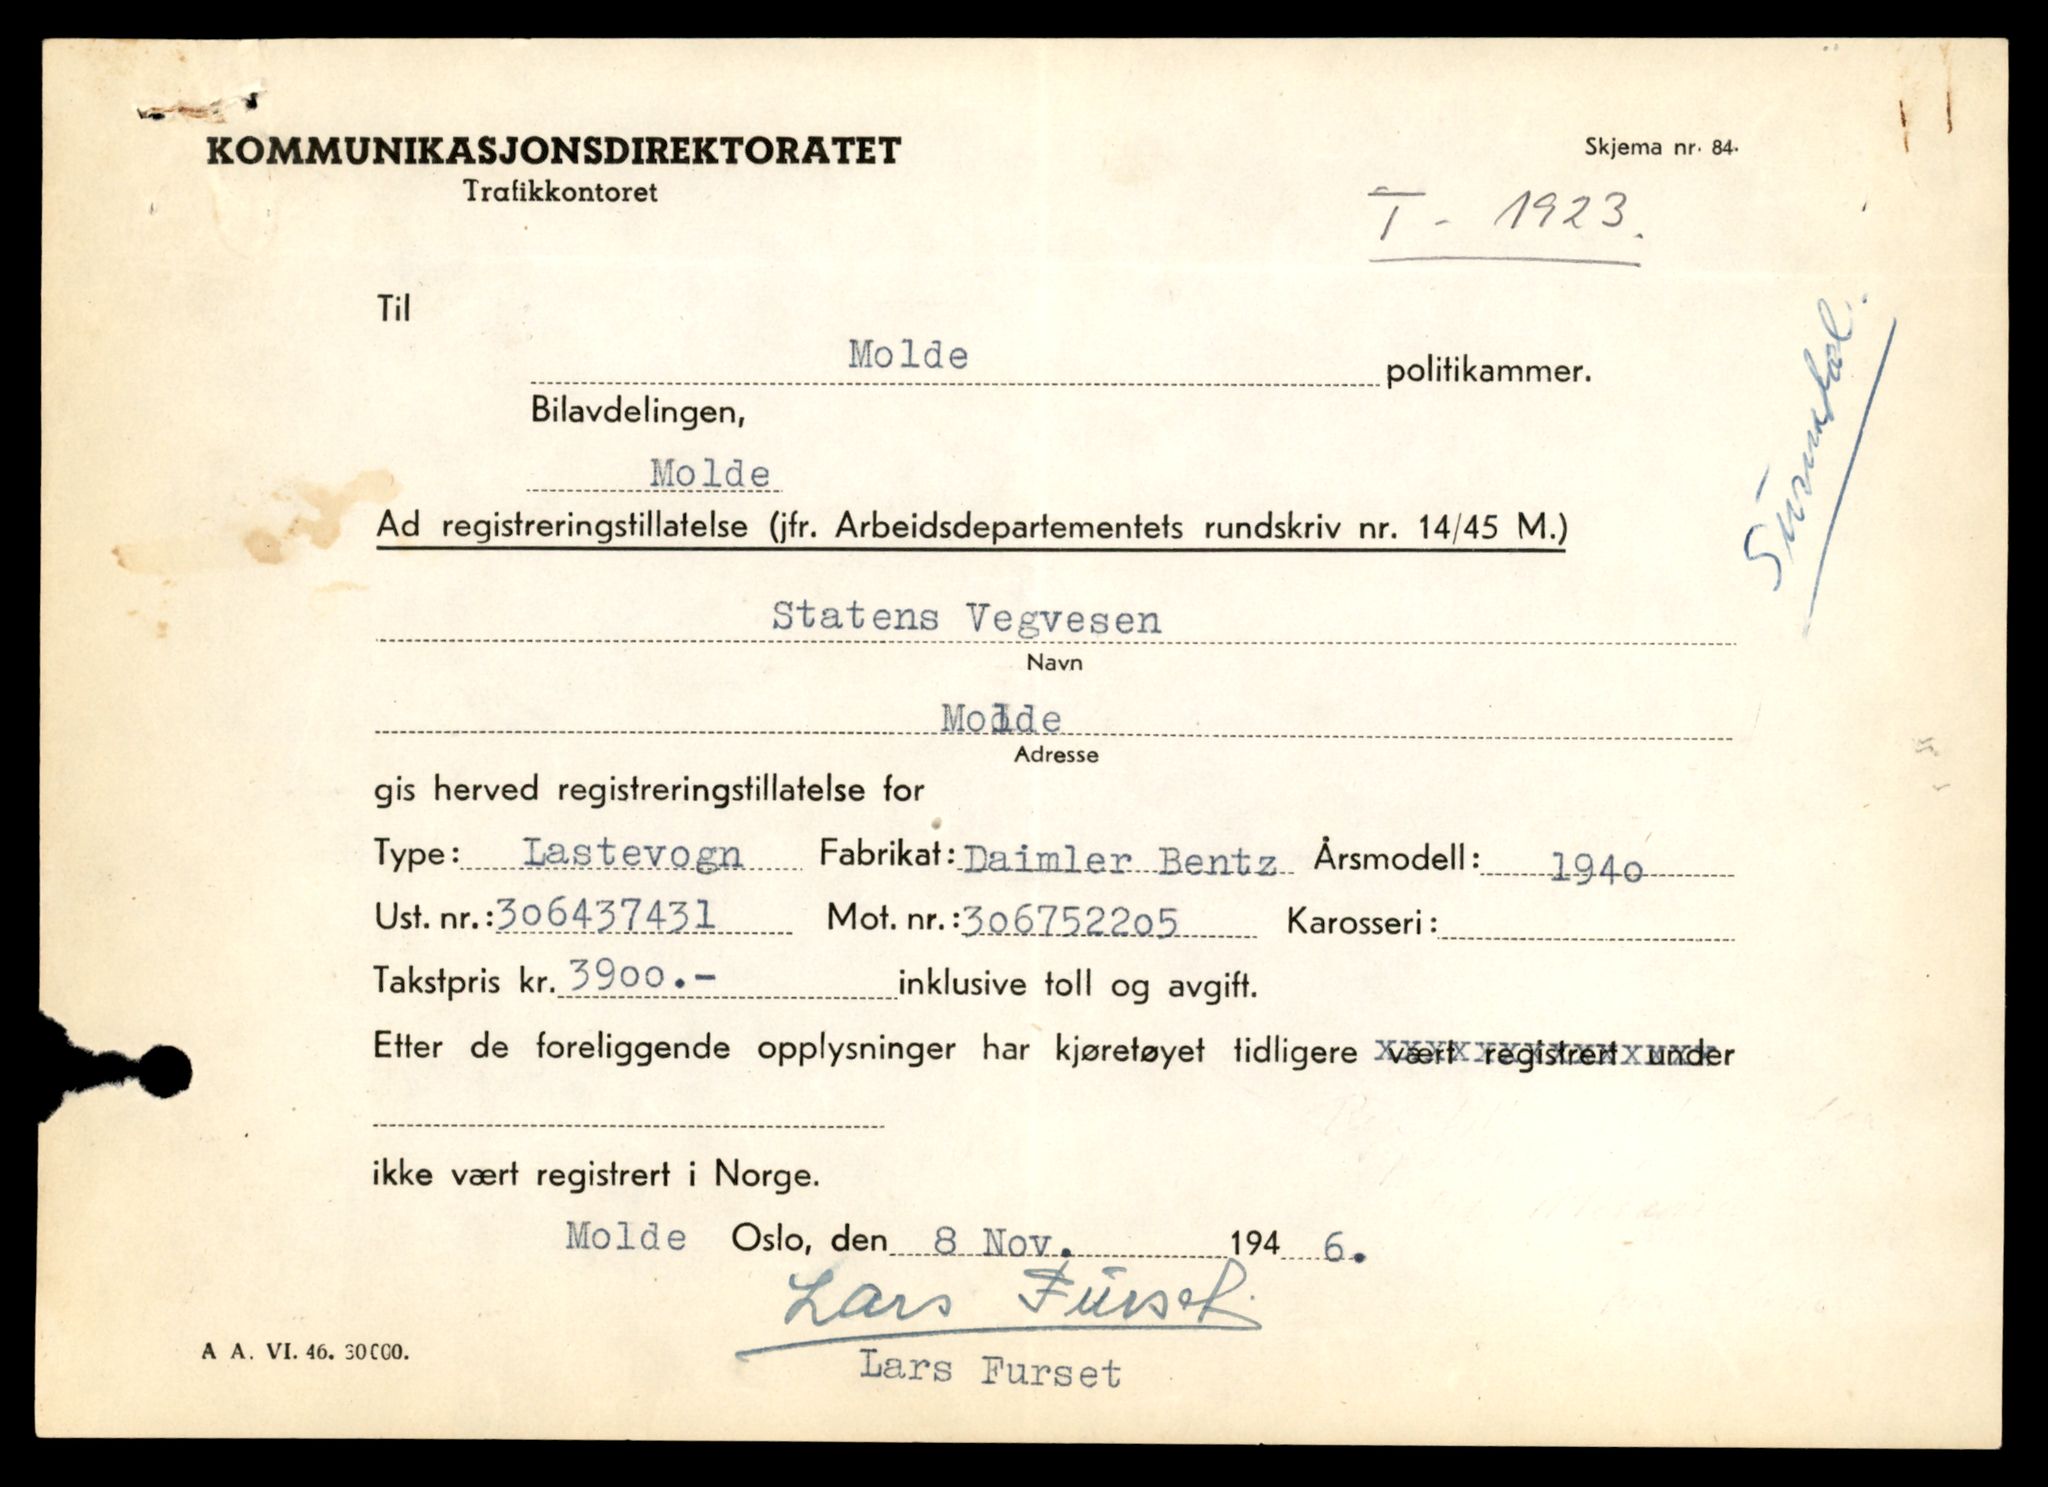 KOMMUNIKASJONSDIREKTORATET
Trafikkontoret
Skjema nr. 84.
T - 1923.
Til
Molde politikammer.
Bilavdelingen,
Molde
Ad registreringstillatelse (jfr. Arbeidsdepartementets rundskriv nr. 14/45 M.)
Statens Vegvesen
Navn
Molde
Adresse
gis herved registreringstillatelse for
Type: Lastevogn Fabrikat: Daimler Bentz Årsmodell: 1940
Ust. nr.: 306437431 Mot. nr.: 306752205 Karosseri:
Takstpris kr. 3900.- inklusive toll og avgift.
Etter de foreliggende opplysninger har kjøretøyet tidligere vært registrert under
ikke vært registrert i Norge.
Molde Oslo, den 8 Nov. 1946.
Lars Furset.
Lars Furset
A A. VI. 46. 30000.